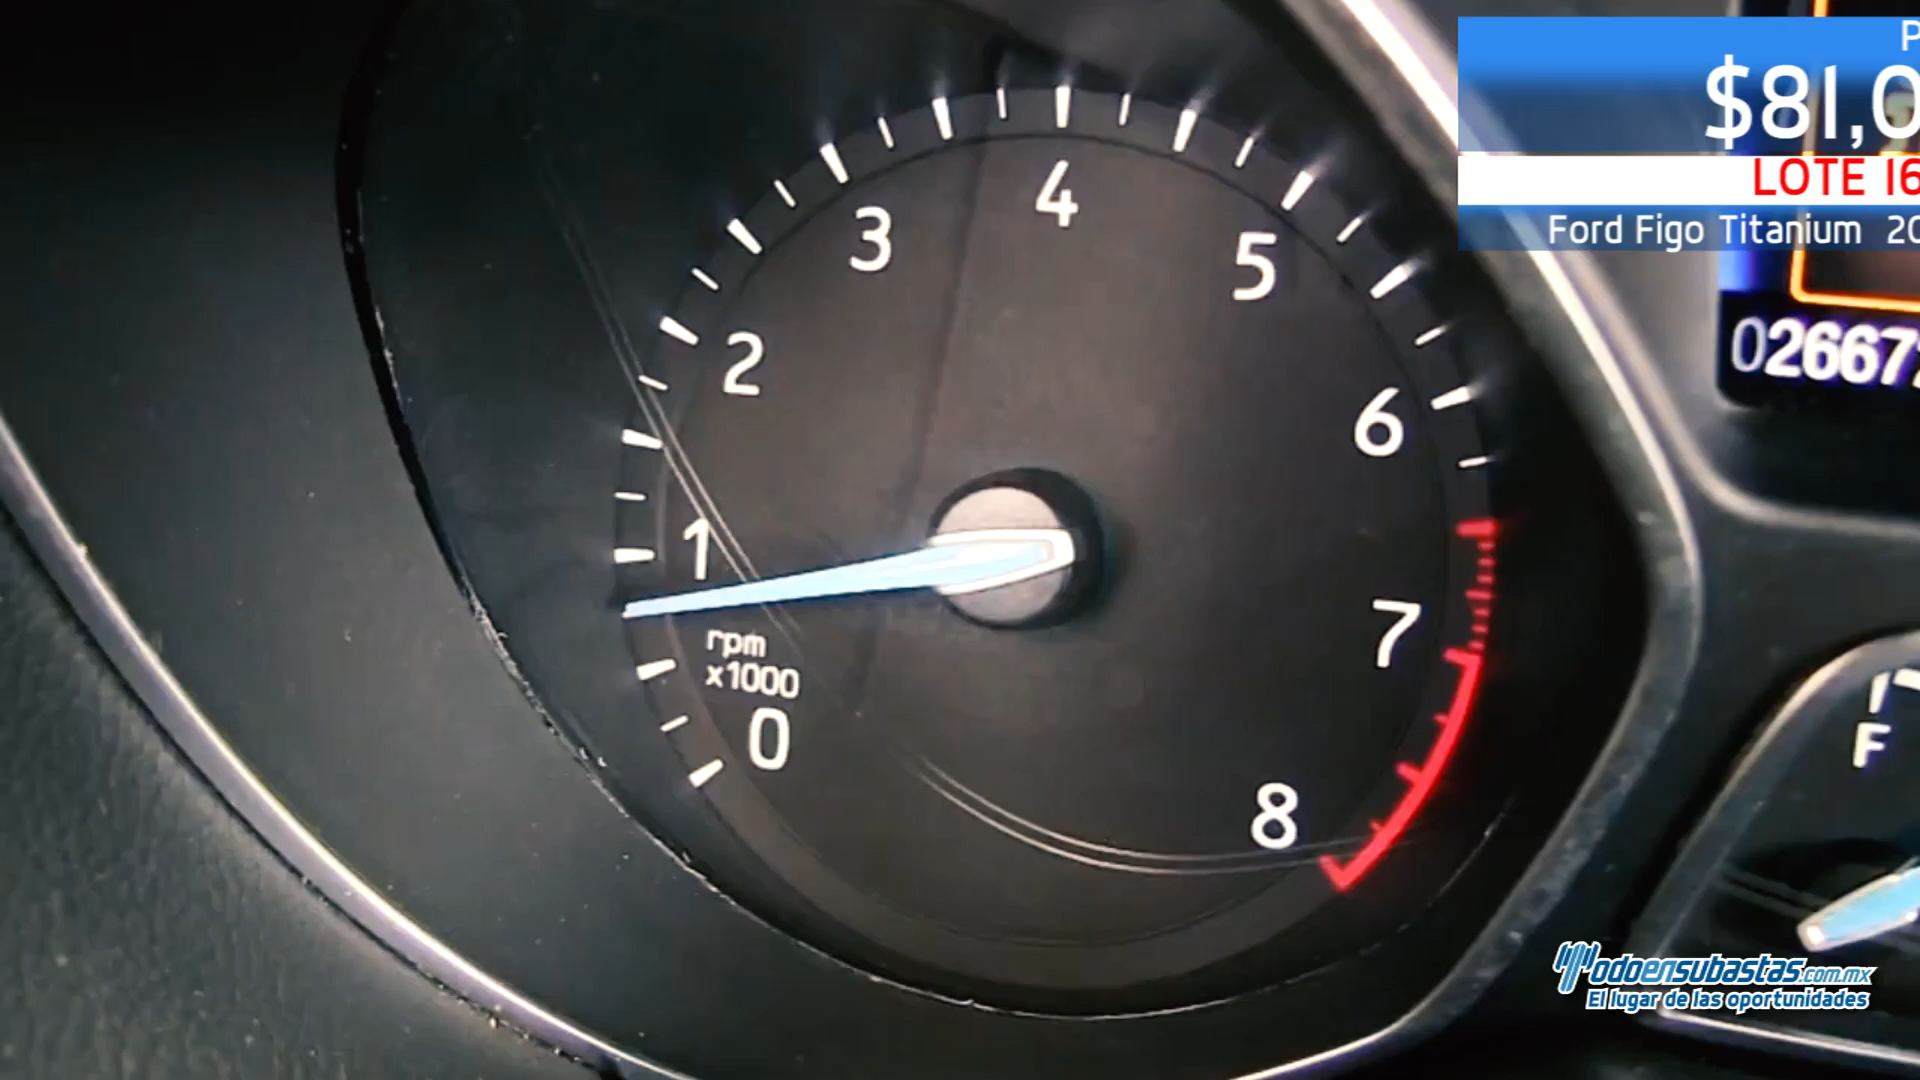 P
$81,0
LOTE 16
Ford Figo Titanium 20
02667
0
1
2
3
4
5
6
7
8
rpm
x1000
F
Todoensubastas.com.mx
El lugar de las oportunidades